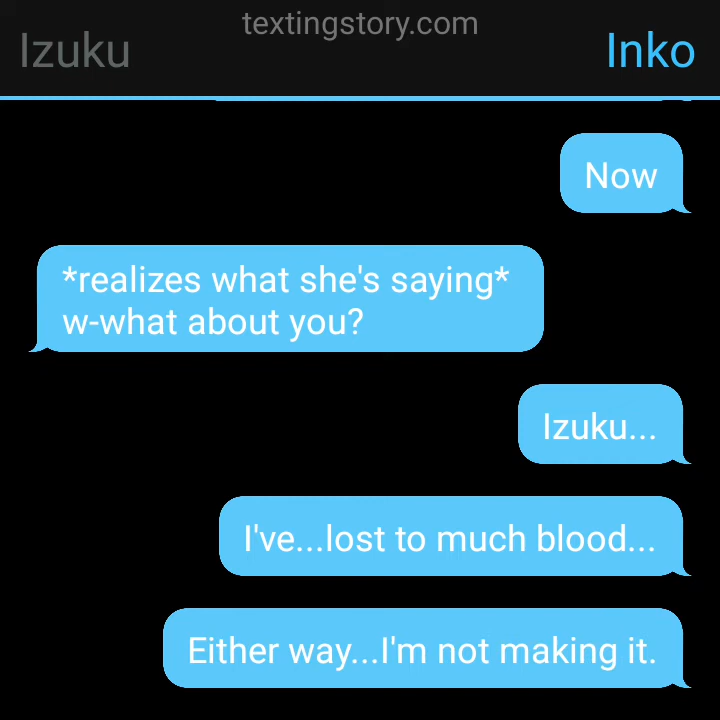 textingstory.com
Izuku
Inko
Now
*realizes what she's saying*
w-what about you?
Izuku...
I've...lost to much blood...
Either way...I'm not making it.